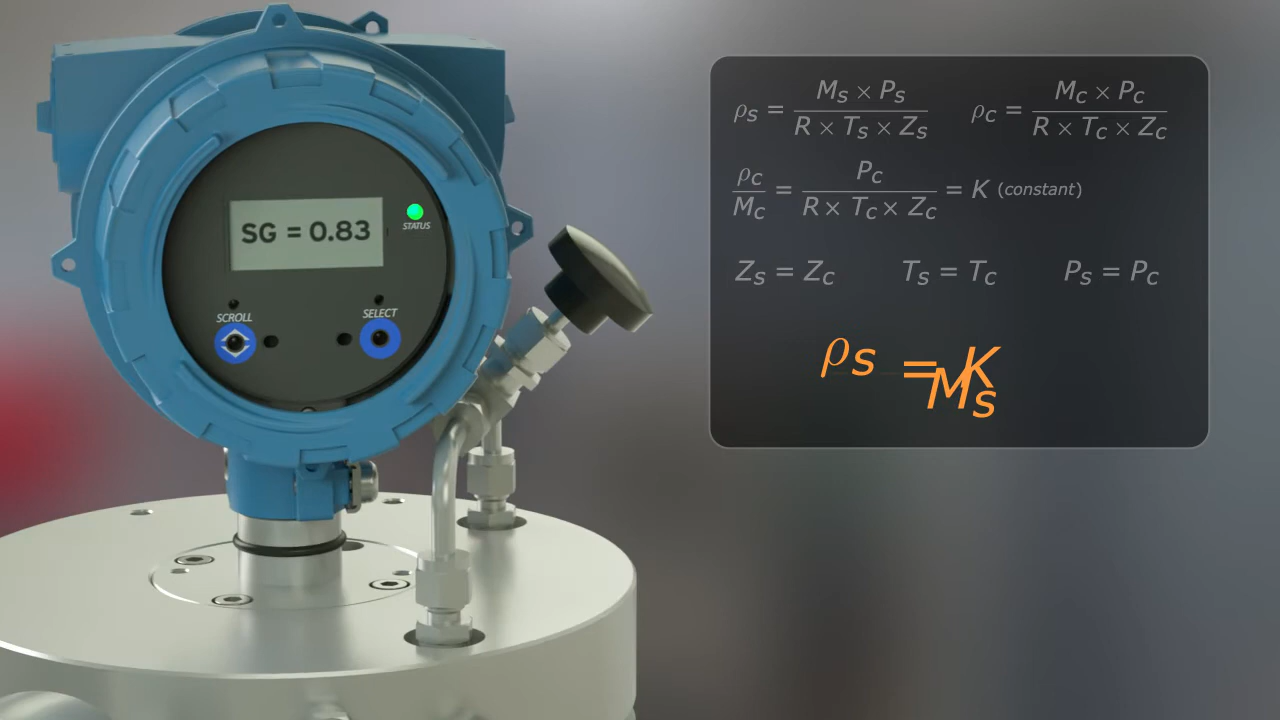 SG = 0.83
STATUS
SCROLL
SELECT
ρS = MS × PS / R × TS × ZS
ρC = MC × PC / R × TC × ZC
ρC / MC = PC / R × TC × ZC = K (constant)
ZS = ZC
TS = TC
PS = PC
ρS = K MS